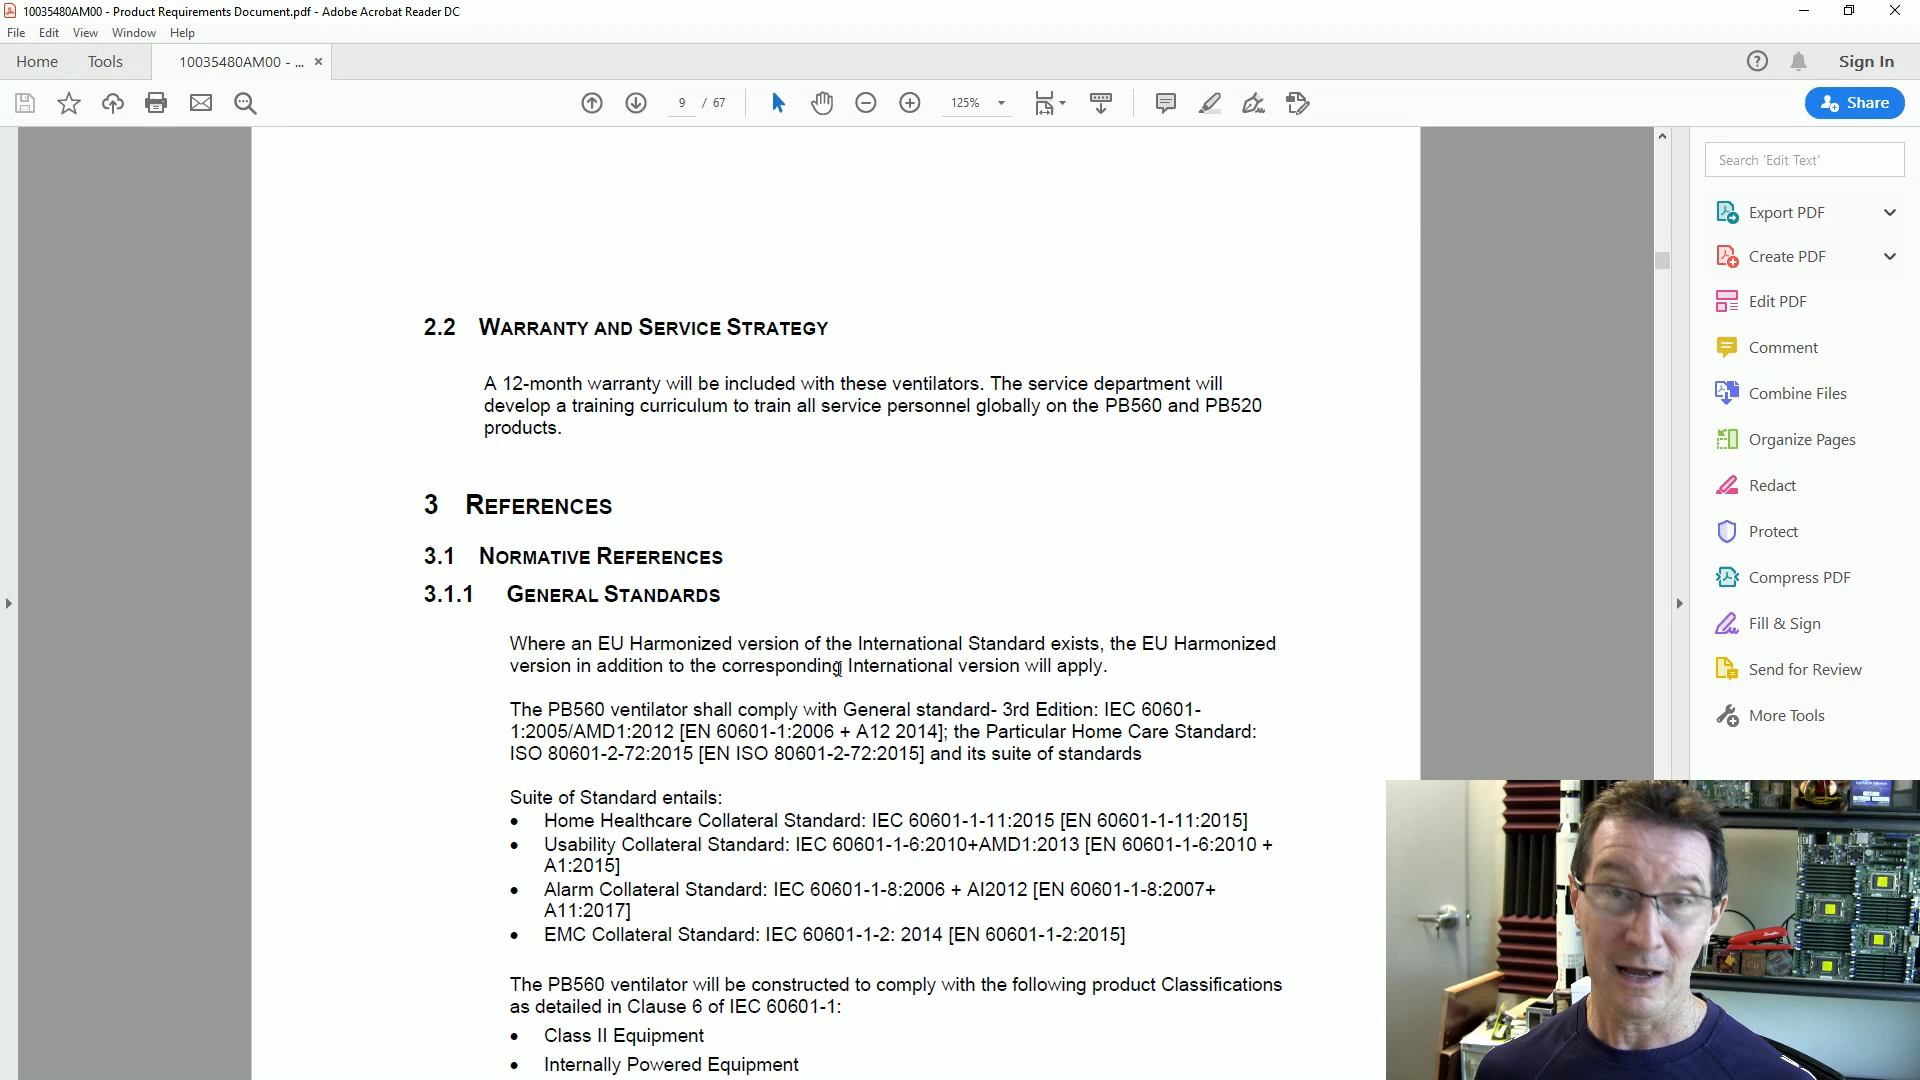 10035480AM00 - Product Requirements Document.pdf - Adobe Acrobat Reader DC
File Edit View Window Help
Home Tools 10035480AM00 - ... × Sign In
9 / 67 125% Share
Search 'Edit Text'
Export PDF
Create PDF
Edit PDF
Comment
Combine Files
Organize Pages
Redact
Protect
Compress PDF
Fill & Sign
Send for Review
More Tools
2.2 WARRANTY AND SERVICE STRATEGY
A 12-month warranty will be included with these ventilators. The service department will
develop a training curriculum to train all service personnel globally on the PB560 and PB520
products.
3 REFERENCES
3.1 NORMATIVE REFERENCES
3.1.1 GENERAL STANDARDS
Where an EU Harmonized version of the International Standard exists, the EU Harmonized
version in addition to the corresponding International version will apply.
The PB560 ventilator shall comply with General standard- 3rd Edition: IEC 60601-
1:2005/AMD1:2012 [EN 60601-1:2006 + A12 2014]; the Particular Home Care Standard:
ISO 80601-2-72:2015 [EN ISO 80601-2-72:2015] and its suite of standards
Suite of Standard entails:
• Home Healthcare Collateral Standard: IEC 60601-1-11:2015 [EN 60601-1-11:2015]
• Usability Collateral Standard: IEC 60601-1-6:2010+AMD1:2013 [EN 60601-1-6:2010 +
A1:2015]
• Alarm Collateral Standard: IEC 60601-1-8:2006 + AI2012 [EN 60601-1-8:2007+
A11:2017]
• EMC Collateral Standard: IEC 60601-1-2: 2014 [EN 60601-1-2:2015]
The PB560 ventilator will be constructed to comply with the following product Classifications
as detailed in Clause 6 of IEC 60601-1:
• Class II Equipment
• Internally Powered Equipment